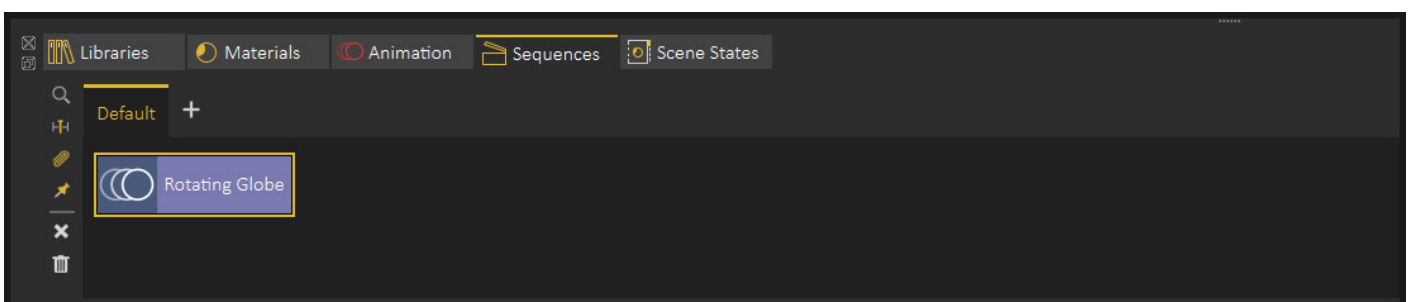 Libraries Materials Animation Sequences Scene States
Default +
Rotating Globe